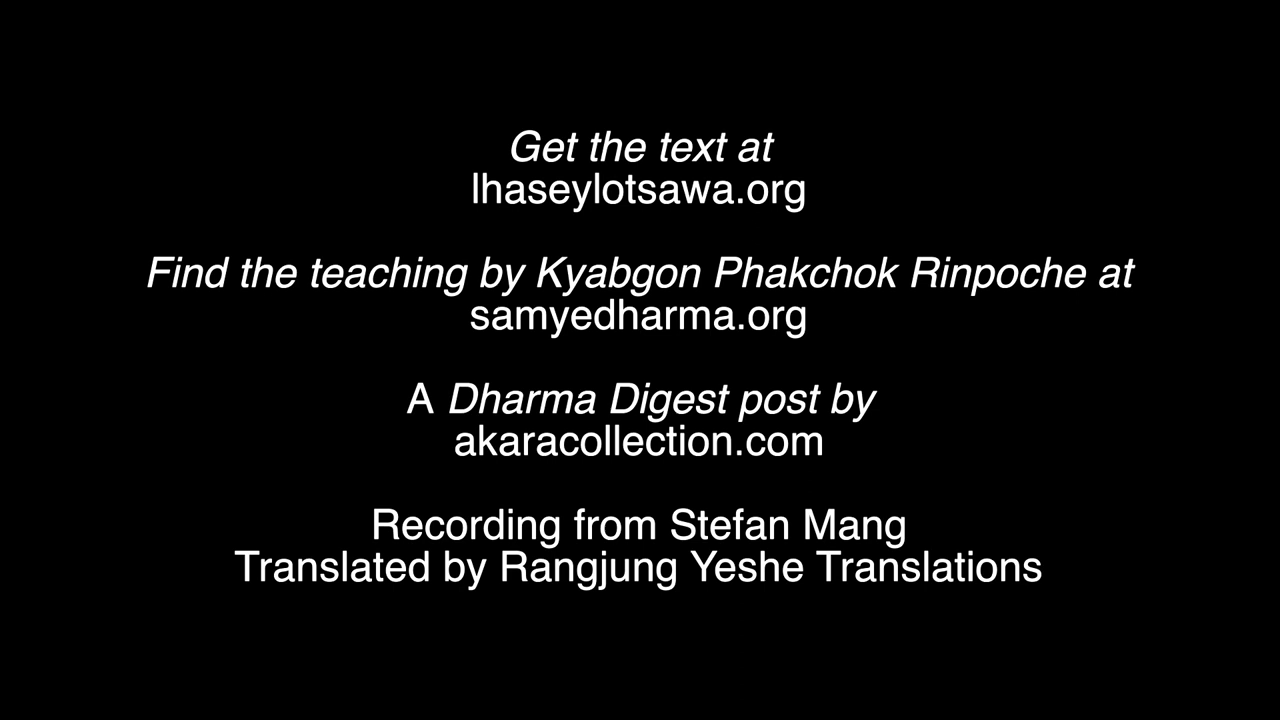 Get the text at
lhaseylotsawa.org
Find the teaching by Kyabgon Phakchok Rinpoche at
samyedharma.org
A Dharma Digest post by
akaracollection.com
Recording from Stefan Mang
Translated by Rangjung Yeshe Translations